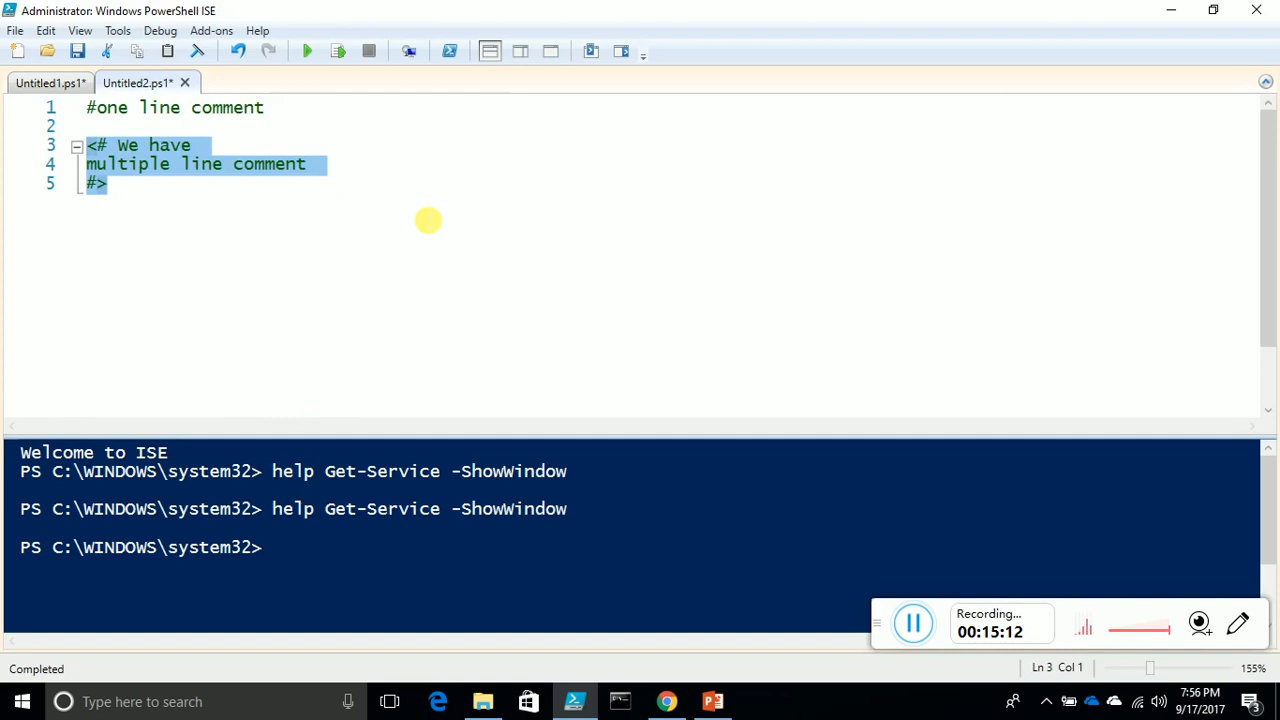 Administrator: Windows PowerShell ISE
File Edit View Tools Debug Add-ons Help
Untitled1.ps1* Untitled2.ps1*
1 #one line comment
2
3 <# We have
4 multiple line comment
5 #>
Welcome to ISE
PS C:\WINDOWS\system32> help Get-Service -ShowWindow
PS C:\WINDOWS\system32> help Get-Service -ShowWindow
PS C:\WINDOWS\system32>
Recording...
00:15:12
Completed
Ln 3 Col 1
155%
Type here to search
7:56 PM
9/17/2017
3